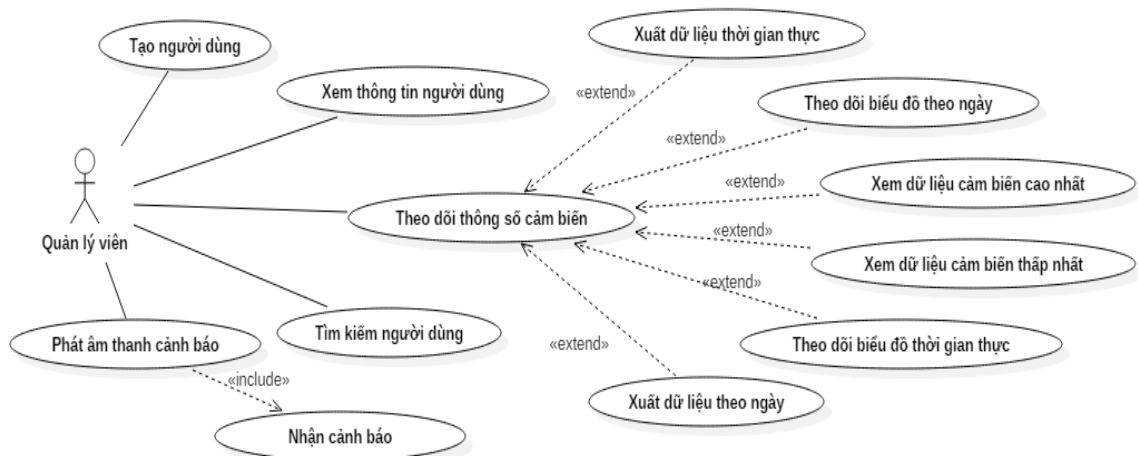 Tạo người dùng
Xem thông tin người dùng
Xuất dữ liệu thời gian thực
«extend»
Theo dõi biểu đồ theo ngày
«extend»
Xem dữ liệu cảm biến cao nhất
«extend»
Theo dõi thông số cảm biến
Quản lý viên
«extend»
Xem dữ liệu cảm biến thấp nhất
«extend»
Theo dõi biểu đồ thời gian thực
Tìm kiếm người dùng
Phát âm thanh cảnh báo
«extend»
«include»
Xuất dữ liệu theo ngày
Nhận cảnh báo